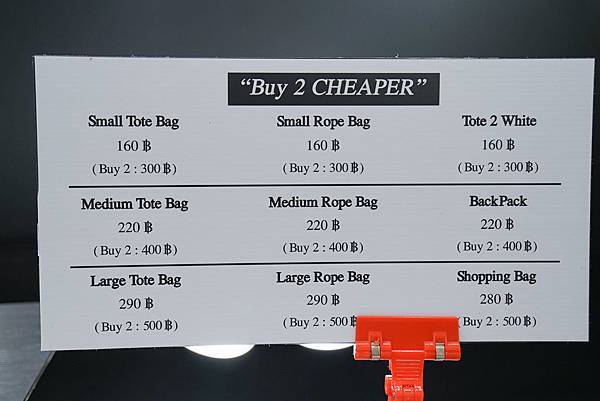 “Buy 2 CHEAPER”
Small Tote Bag Small Rope Bag Tote 2 White
160 ฿ 160 ฿ 160 ฿
( Buy 2 : 300 ฿ ) ( Buy 2 : 300 ฿ ) ( Buy 2 : 300 ฿ )
Medium Tote Bag Medium Rope Bag BackPack
220 ฿ 220 ฿ 220 ฿
( Buy 2 : 400 ฿ ) ( Buy 2 : 400 ฿ ) ( Buy 2 : 400 ฿ )
Large Tote Bag Large Rope Bag Shopping Bag
290 ฿ 290 ฿ 280 ฿
( Buy 2 : 500 ฿ ) ( Buy 2 : 500 ฿ ( Buy 2 : 500 ฿ )